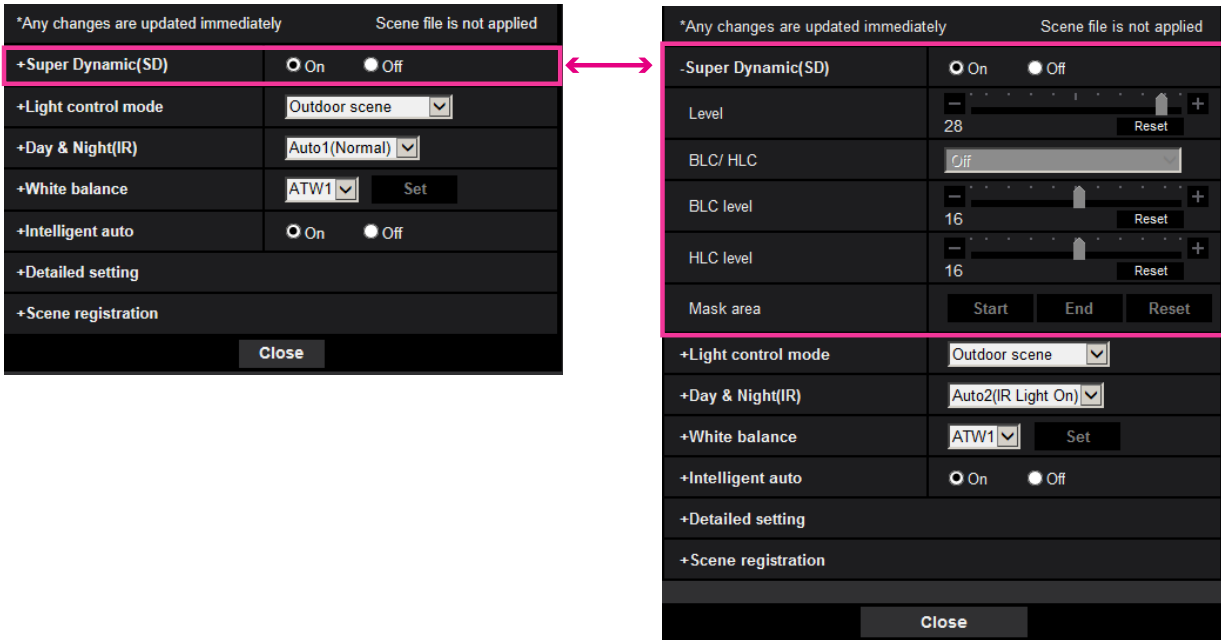 *Any changes are updated immediately Scene file is not applied
+Super Dynamic(SD) On Off
+Light control mode Outdoor scene
+Day & Night(IR) Auto1(Normal)
+White balance ATW1 Set
+Intelligent auto On Off
+Detailed setting
+Scene registration
Close
*Any changes are updated immediately Scene file is not applied
-Super Dynamic(SD) On Off
Level - +
28 Reset
BLC/ HLC Off
BLC level - +
16 Reset
HLC level - +
16 Reset
Mask area Start End Reset
+Light control mode Outdoor scene
+Day & Night(IR) Auto2(IR Light On)
+White balance ATW1 Set
+Intelligent auto On Off
+Detailed setting
+Scene registration
Close